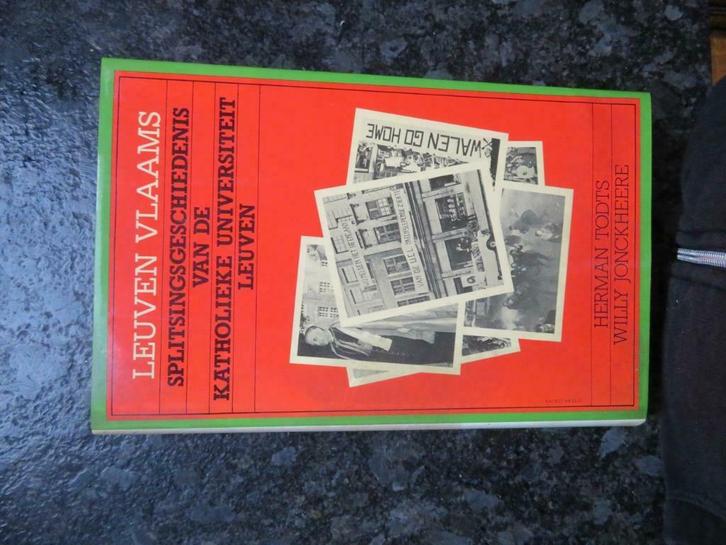 LEUVEN VLAAMS
SPLITSINGSGESCHIEDENIS
VAN DE
KATHOLIEKE UNIVERSITEIT
LEUVEN
WALEN GO HOME
HERMAN TODTS
WILLY JONCKHEERE